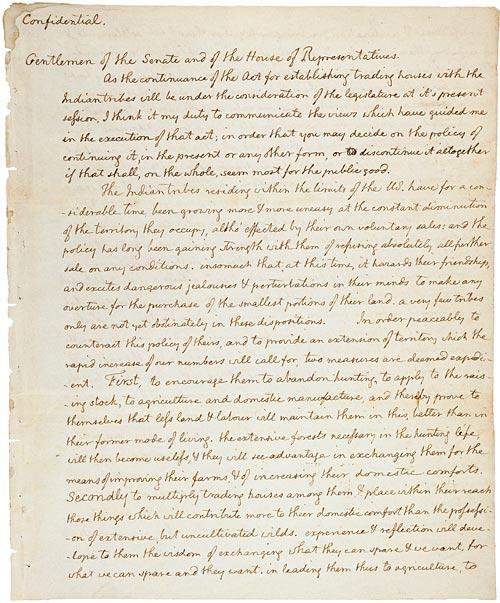 Confidential.
Gentlemen of the Senate and of the House of Representatives.
As the continuance of the Act for establishing trading houses with the
Indian tribes will be under the consideration of the legislature at it's present
session, I think it my duty to communicate the views which have guided me
in the execution of that act; in order that you may decide on the policy of
continuing it, in the present or any other form, or to discontinue it altogether
if that shall, on the whole, seem most for the public good.
The Indian tribes residing within the limits of the US. have for a con-
-siderable time been growing more & more uneasy at the constant diminution
of the territory they occupy, altho' effected by their own voluntary sales: and the
policy has long been gaining strength with them of refusing absolutely all further
sale on any conditions. insomuch that at this time, it hazards their friendship,
and excites dangerous jealousies & perturbations in their minds to make any
overture for the purchase of the smallest portions of their land. a very few tribes
only are not yet obstinately in these dispositions. In order peaceably to
counteract this policy of theirs, and to provide an extension of territory which the
rapid increase of our numbers will call for, two measures are deemed expedi-
-ent. First, to encourage them to abandon hunting, to apply to the rais-
-ing stock, to agriculture and domestic manufacture, and thereby prove to
themselves that less land & labour will maintain them in this, better than in
their former mode of living. the extensive forests necessary in the hunting life,
will then become useless, & they will see advantage in exchanging them for the
means of improving their farms, & of increasing their domestic comforts.
Secondly to multiply trading houses among them & place within their reach
those things which will contribute more to their domestic comfort than the possessi-
-on of extensive, but uncultivated wilds. experience & reflection will deve-
-lope to them the wisdom of exchanging what they can spare & we want, for
what we can spare and they want. in leading them thus to agriculture, to